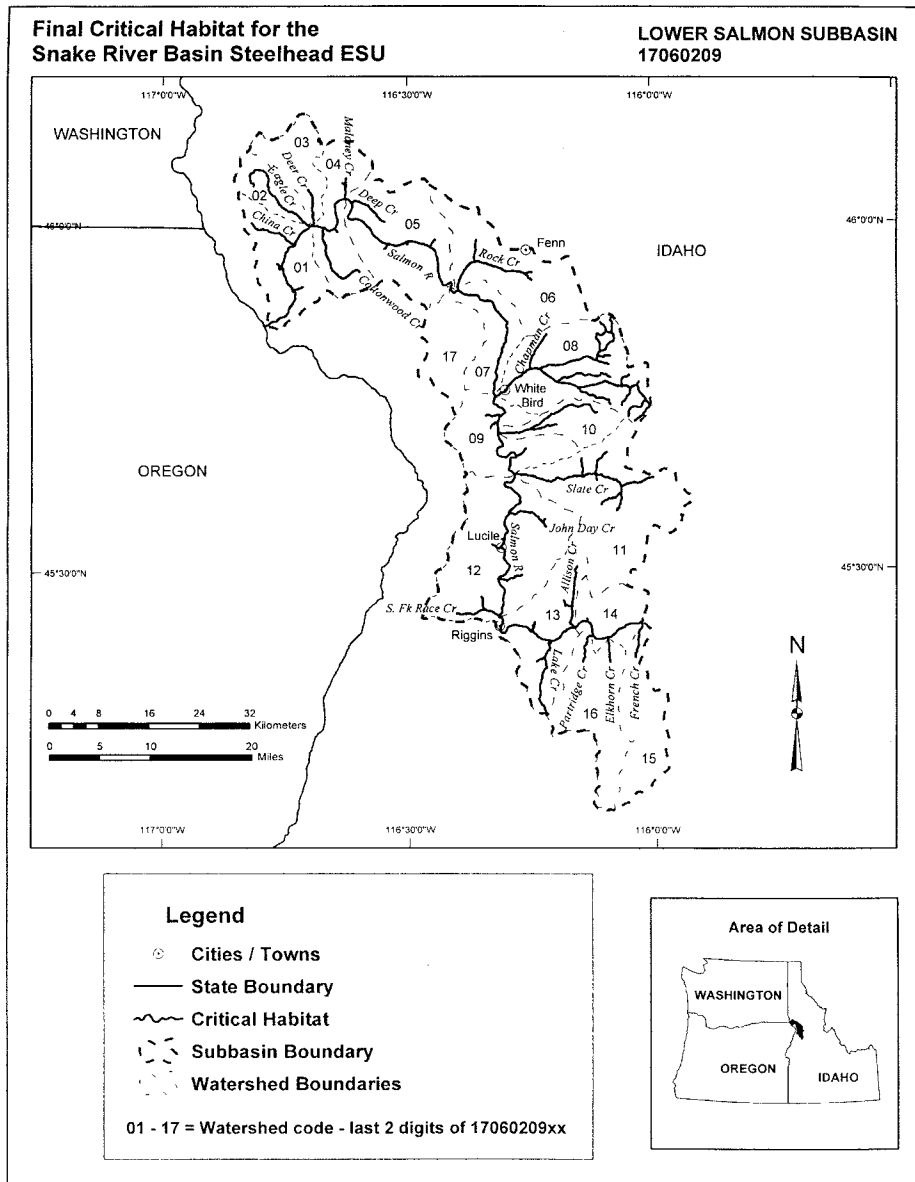 Final Critical Habitat for the
Snake River Basin Steelhead ESU
LOWER SALMON SUBBASIN
17060209
117°0'0"W
116°30'0"W
116°0'0"W
WASHINGTON
03
Maloney Cr
04
Deer Cr
Eagle Cr
02
Deep Cr
05
China Cr
46°0'0"N
46°0'0"N
Fenn
IDAHO
Rock Cr
Salmon R
01
Cottonwood Cr
06
Chapman Cr
08
17
07
White
Bird
10
09
OREGON
Slate Cr
John Day Cr
Lucile
Salmon R
11
Allison Cr
45°30'0"N
45°30'0"N
12
S. Fk Race Cr
13
14
Riggins
N
Lake Cr
Partridge Cr
Elkhorn Cr
French Cr
16
15
0 4 8 16 24 32
Kilometers
0 5 10 20
Miles
117°0'0"W
116°30'0"W
116°0'0"W
Legend
Cities / Towns
State Boundary
Critical Habitat
Subbasin Boundary
Watershed Boundaries
01 - 17 = Watershed code - last 2 digits of 17060209xx
Area of Detail
WASHINGTON
OREGON
IDAHO